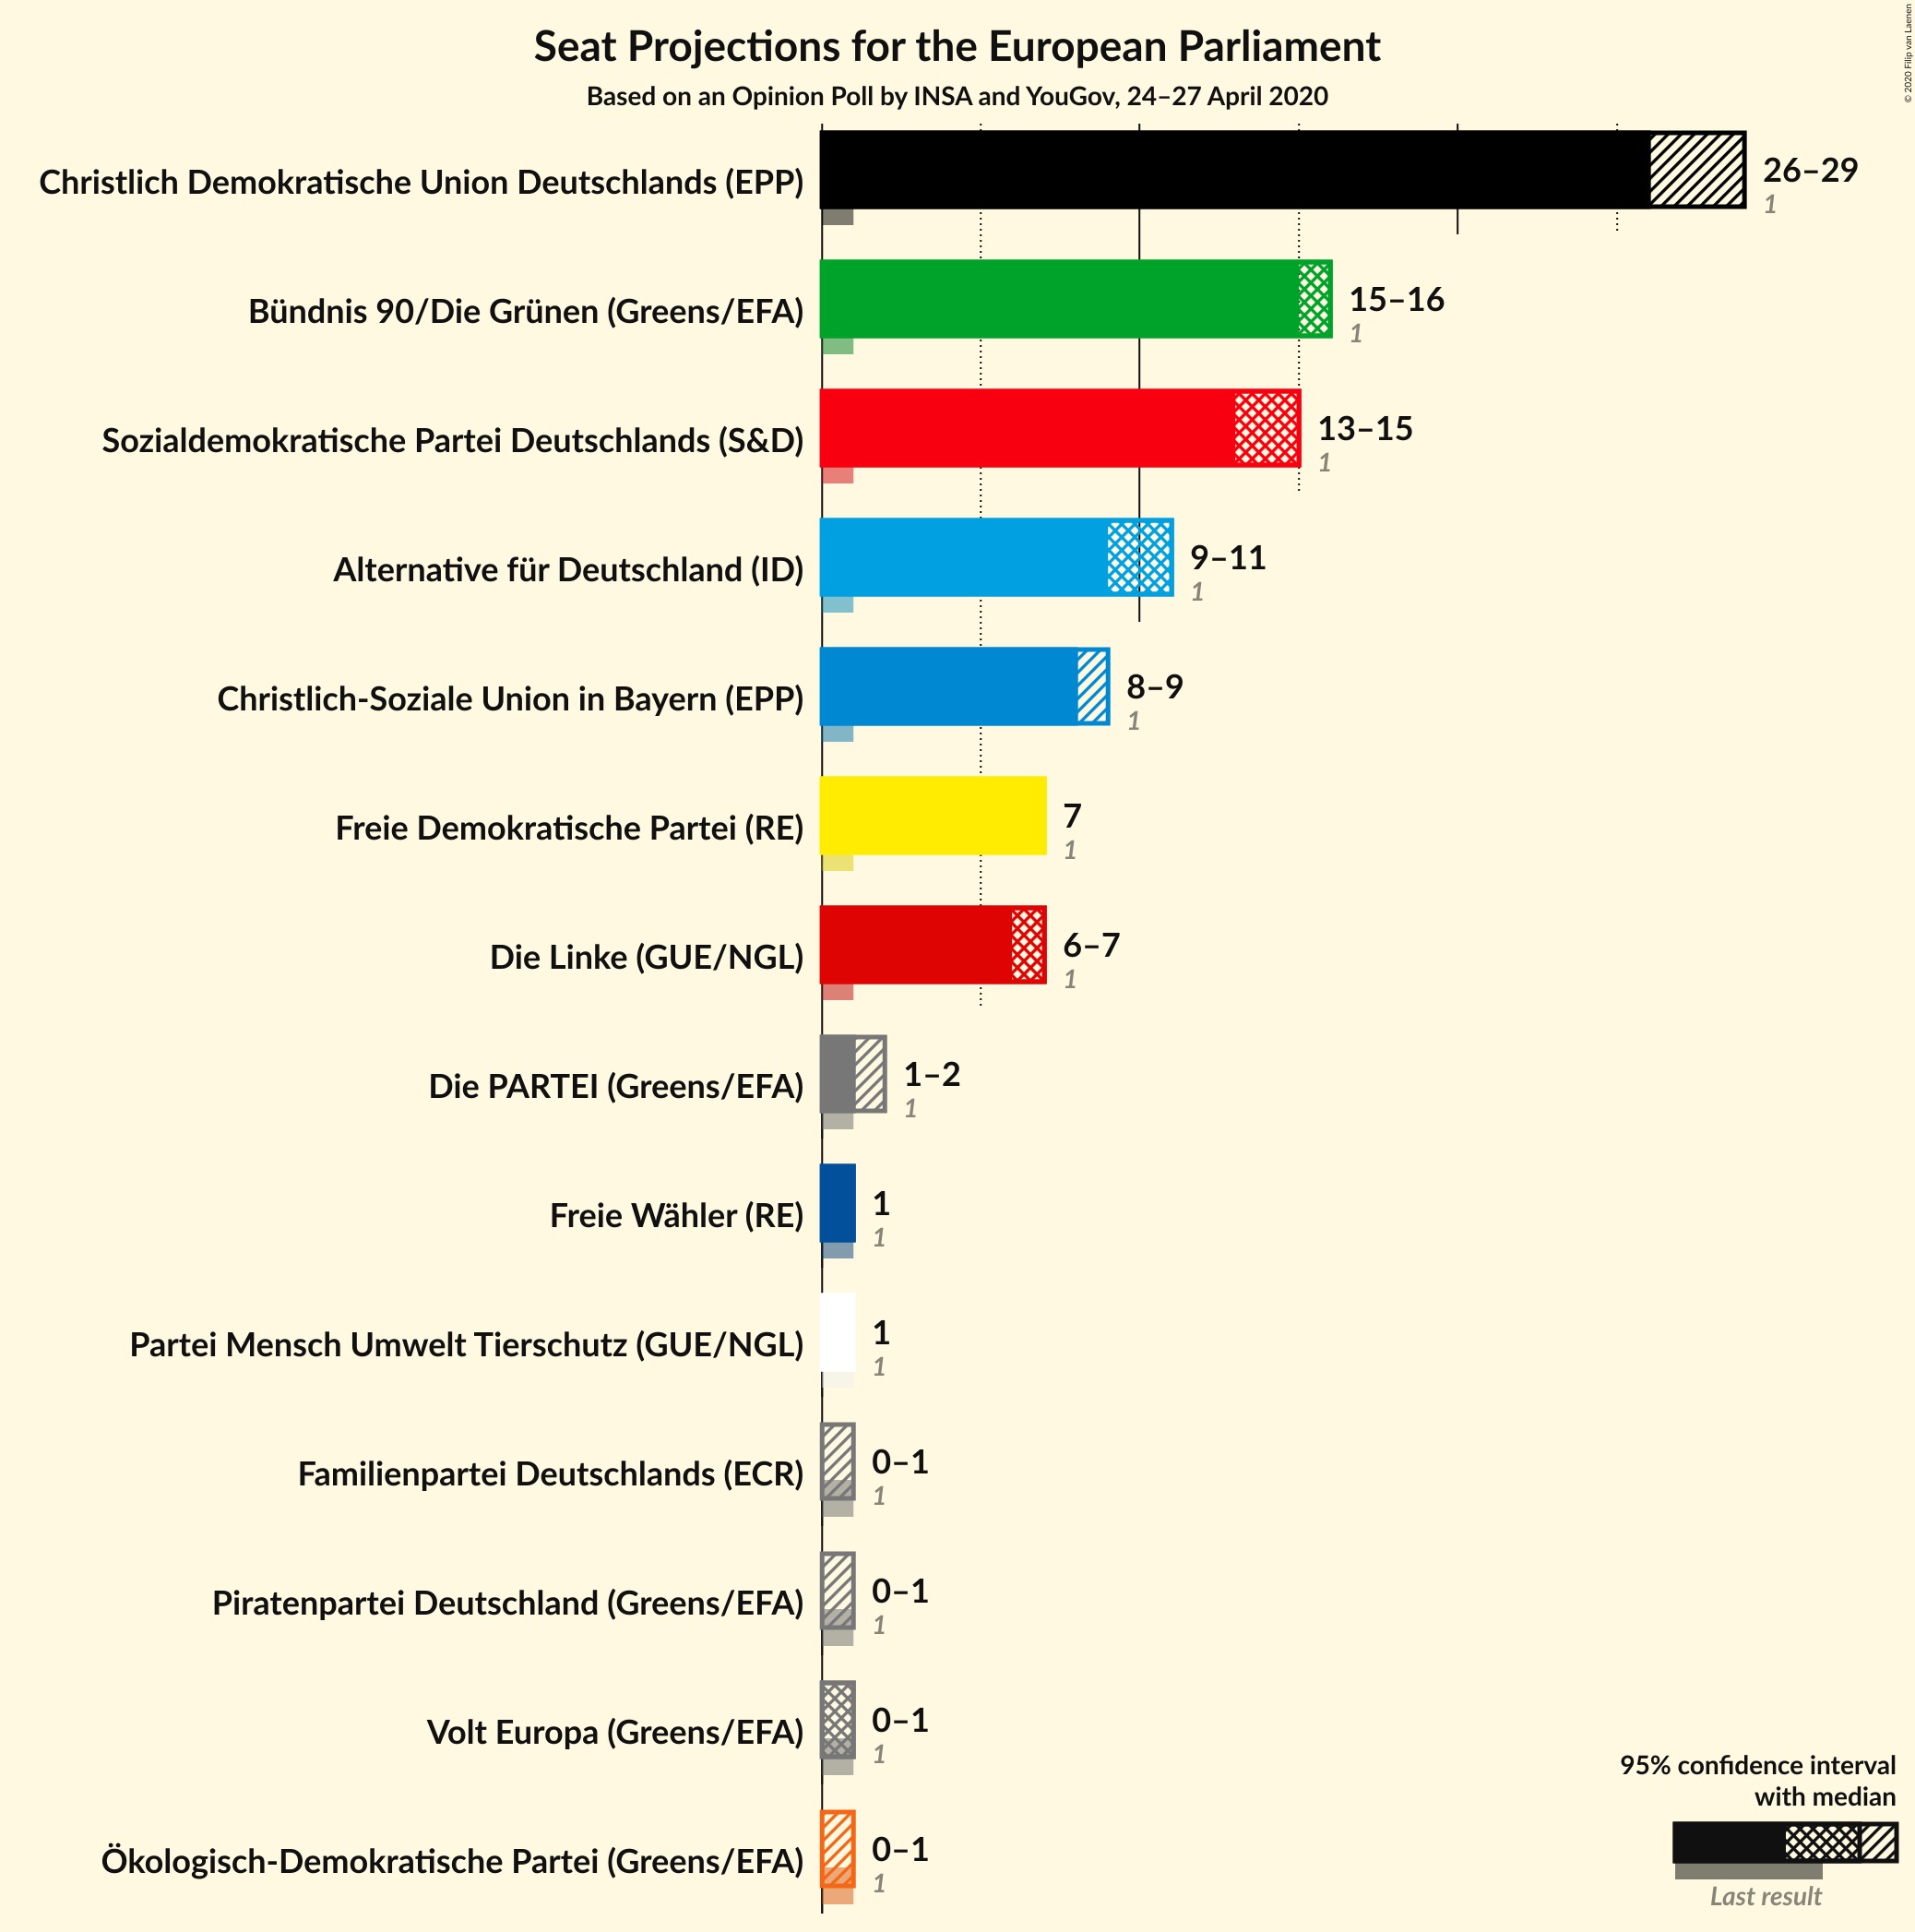 Seat Projections for the European Parliament
Based on an Opinion Poll by INSA and YouGov, 24–27 April 2020
© 2020 Filip van Laenen
Christlich Demokratische Union Deutschlands (EPP)
26–29
1
Bündnis 90/Die Grünen (Greens/EFA)
15–16
1
Sozialdemokratische Partei Deutschlands (S&D)
13–15
1
Alternative für Deutschland (ID)
9–11
1
Christlich-Soziale Union in Bayern (EPP)
8–9
1
Freie Demokratische Partei (RE)
7
1
Die Linke (GUE/NGL)
6–7
1
Die PARTEI (Greens/EFA)
1–2
1
Freie Wähler (RE)
1
1
Partei Mensch Umwelt Tierschutz (GUE/NGL)
1
1
Familienpartei Deutschlands (ECR)
0–1
1
Piratenpartei Deutschland (Greens/EFA)
0–1
1
Volt Europa (Greens/EFA)
0–1
1
Ökologisch-Demokratische Partei (Greens/EFA)
0–1
1
95% confidence interval
with median
Last result